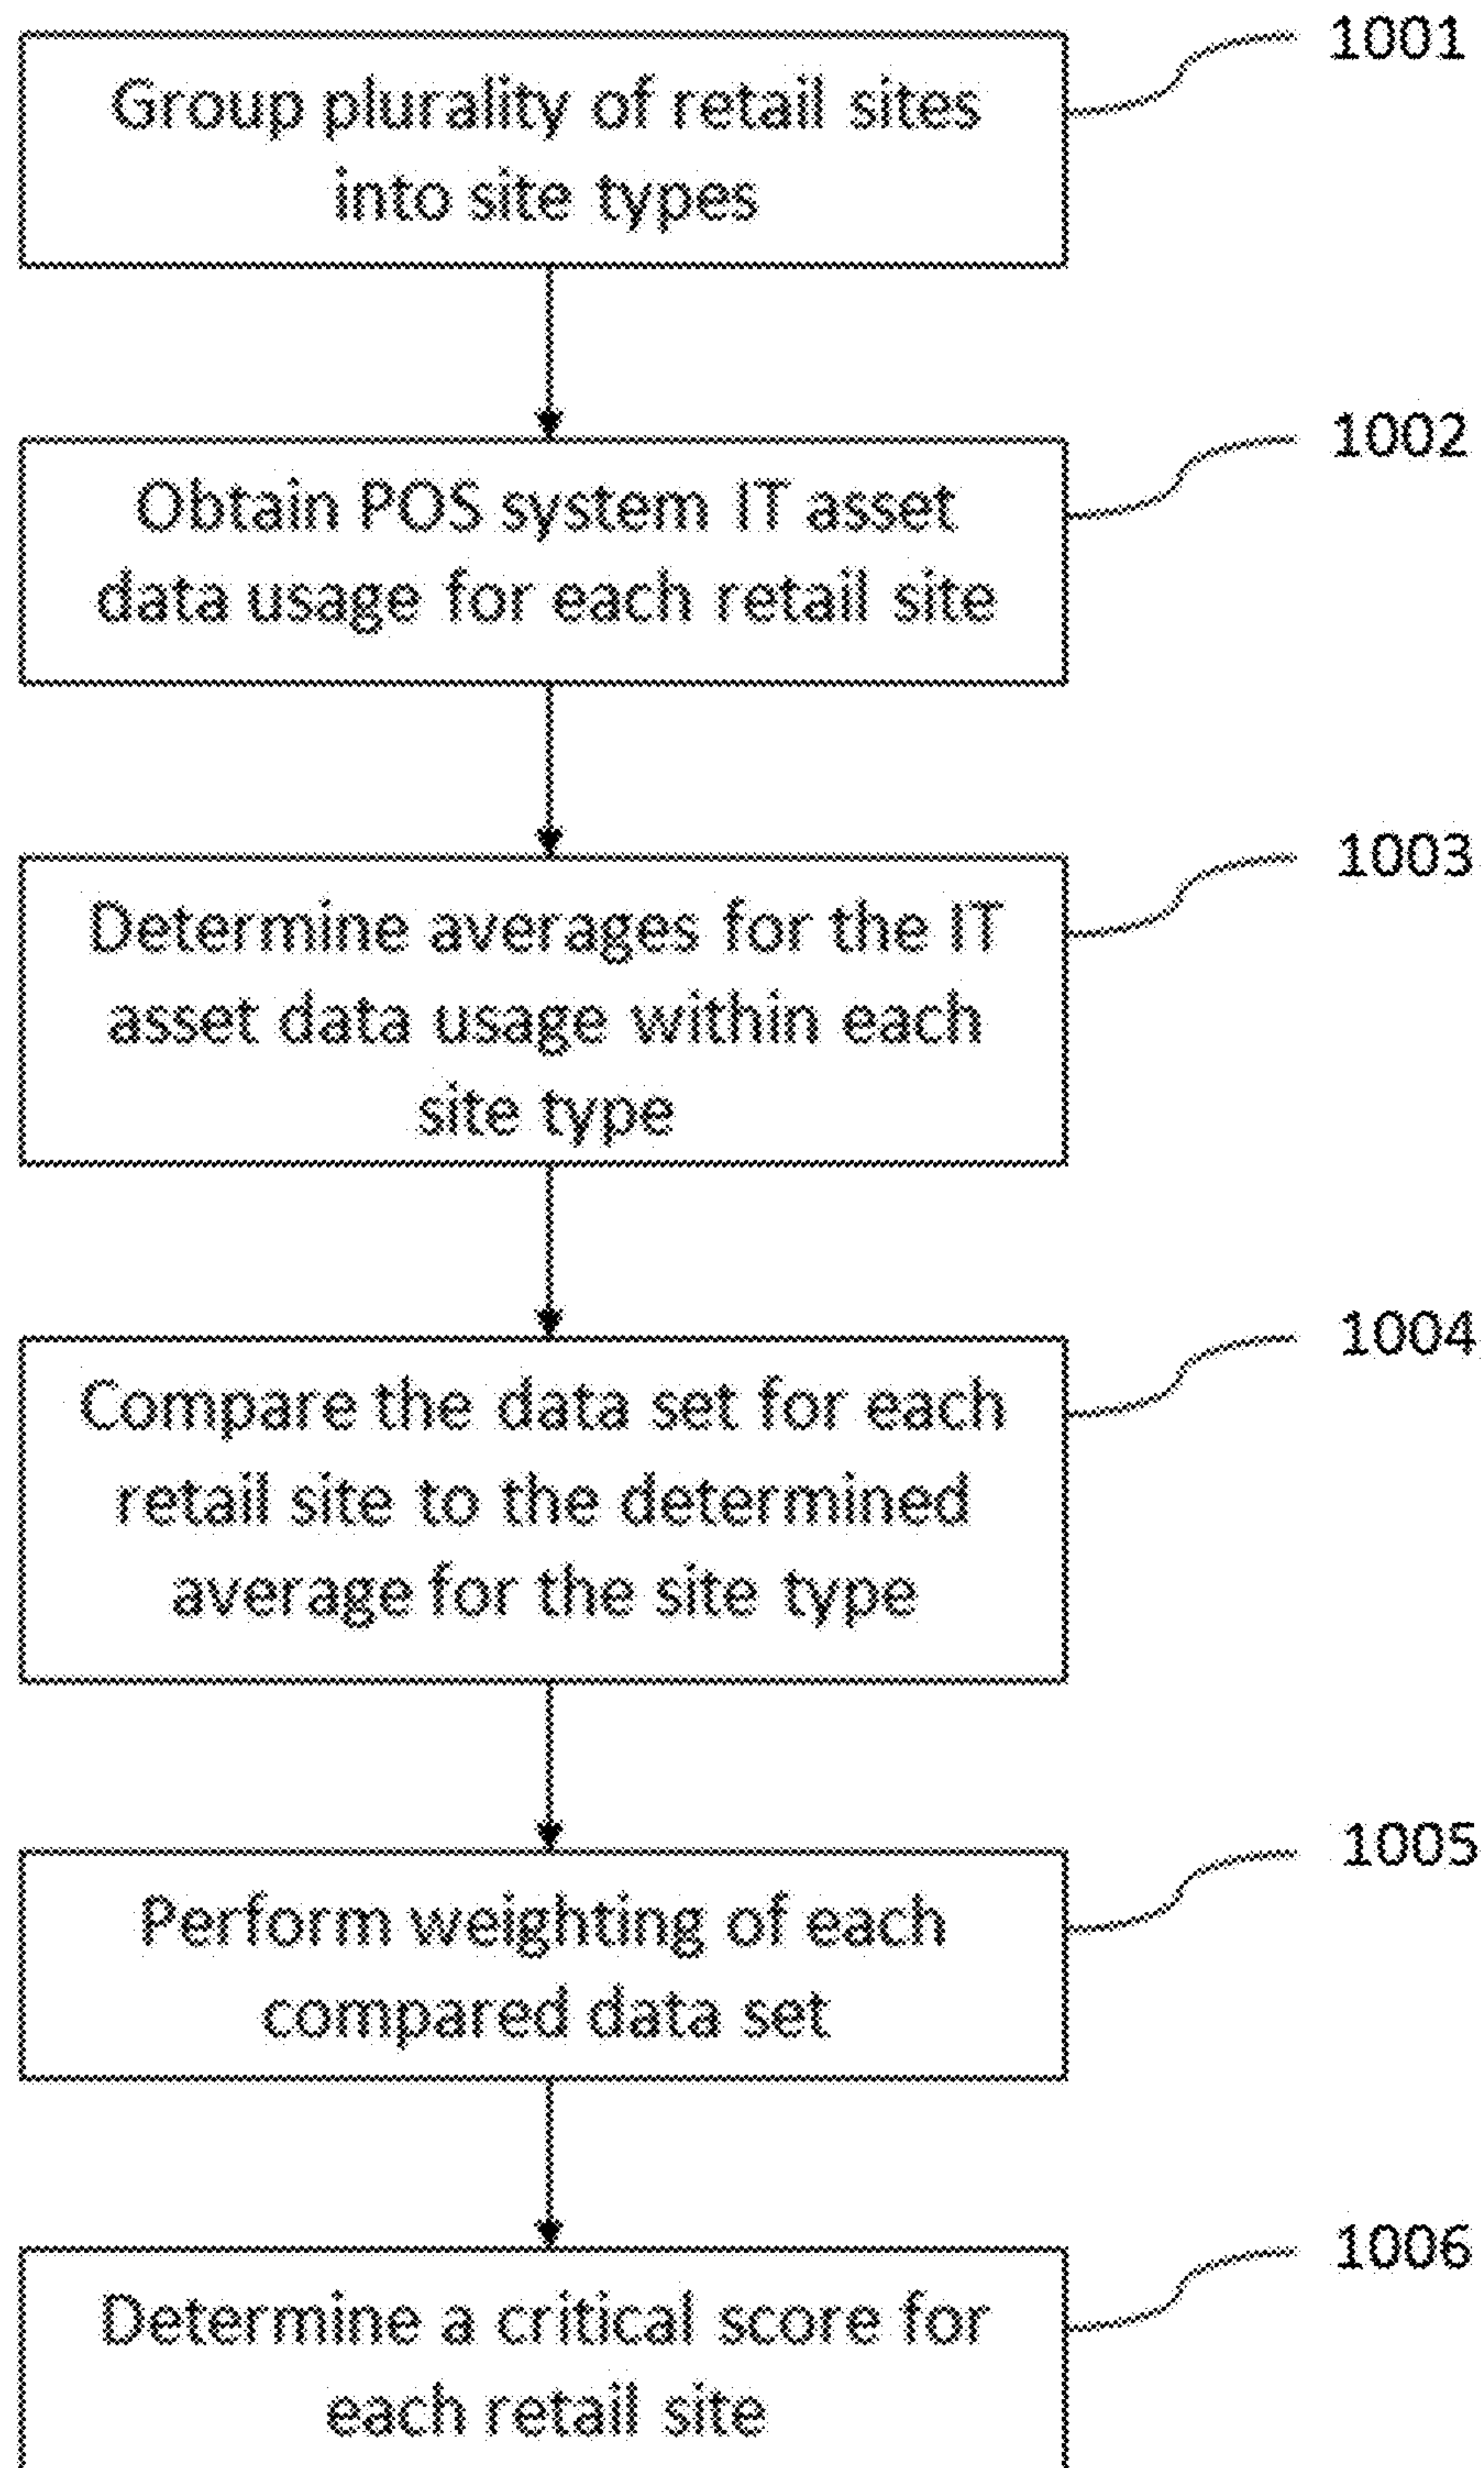 1001
Group plurality of retail sites
into site types
1002
Obtain POS system IT asset
data usage for each retail site
1003
Determine averages for the IT
asset data usage within each
site type
1004
Compare the data set for each
retail site to the determined
average for the site type
1005
Perform weighting of each
compared data set
1006
Determine a critical score for
each retail site